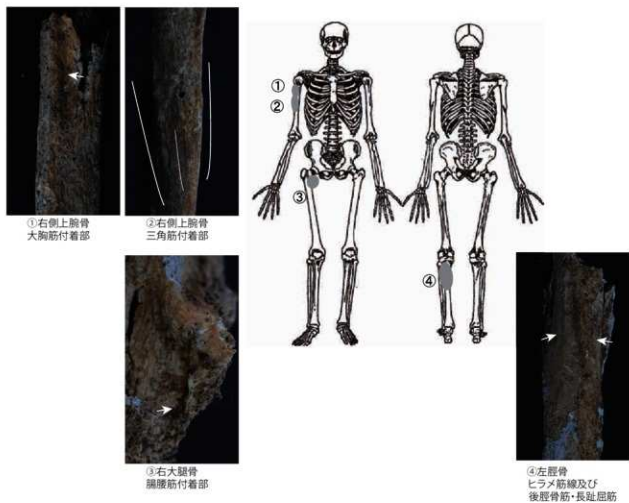 ①
②
③
④
①右側上腕骨
大胸筋付着部
②右側上腕骨
三角筋付着部
③右大腿骨
腸腰筋付着部
④左脛骨
ヒラメ筋線及び
後脛骨筋・長趾屈筋